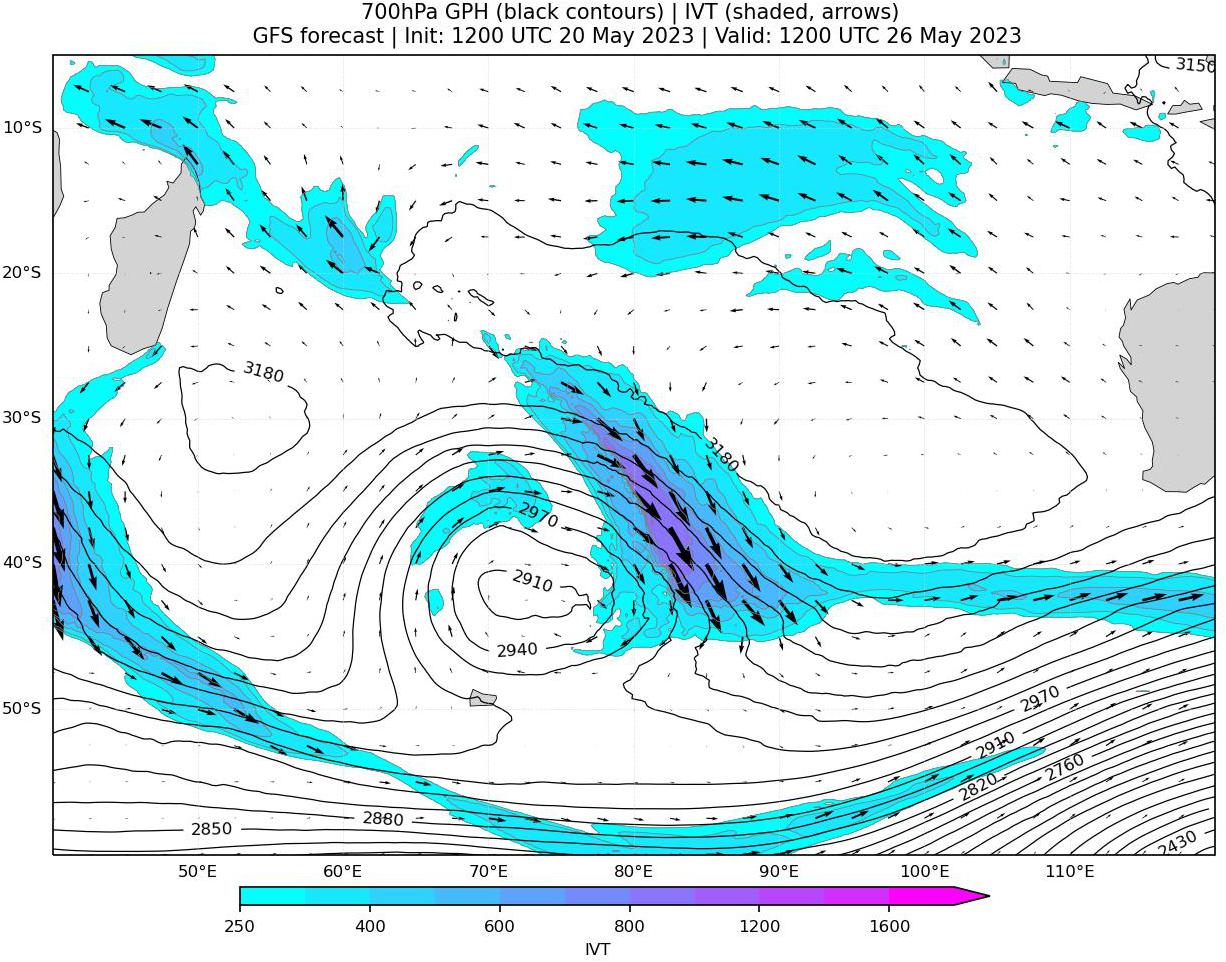 700hPa GPH (black contours) | IVT (shaded, arrows)
GFS forecast | Init: 1200 UTC 20 May 2023 | Valid: 1200 UTC 26 May 2023
3150
10°S
20°S
3180
30°S
3180
2970
40°S
2910
2940
50°S
2970
2910
2760
2820
2880
2850
2430
50°E 60°E 70°E 80°E 90°E 100°E 110°E
250 400 600 800 1200 1600
IVT